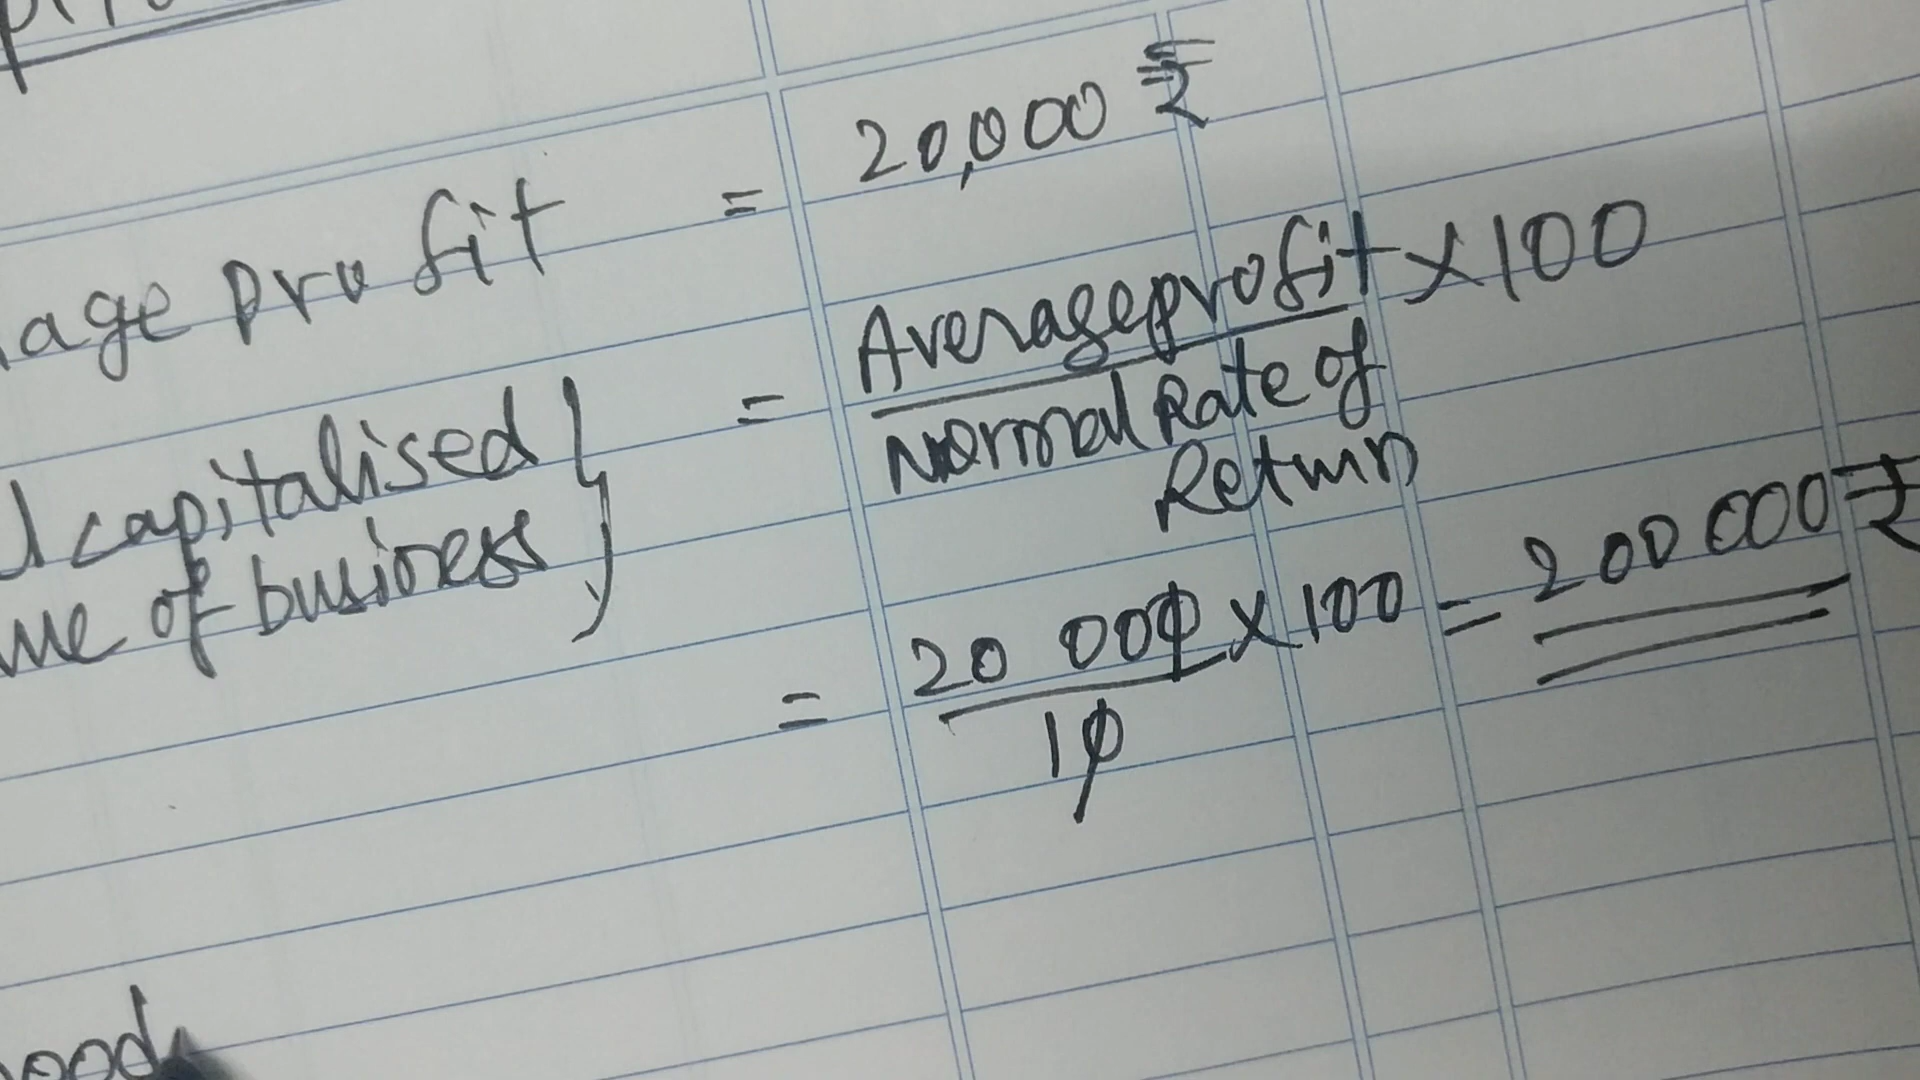 age profit = 20,000 ₹
capitalised = Average profit × 100
of business Normal Rate of
Return
= 20 000 × 100 = 200 000 ₹
10